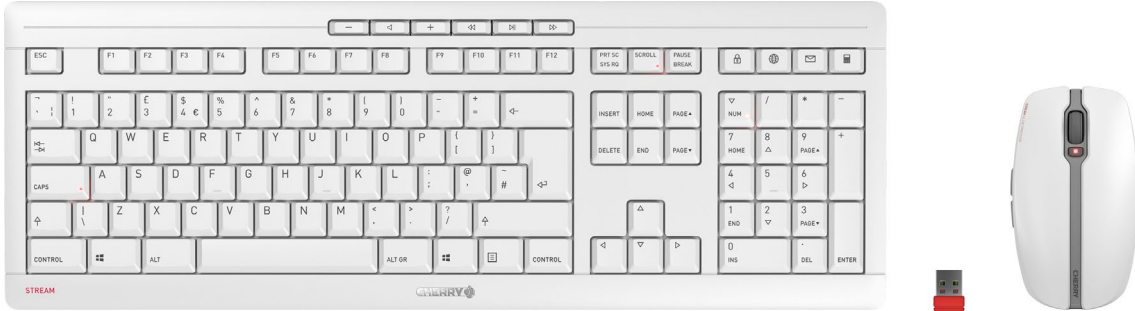 − ◁ + ◁◁ ▷|| ▷▷
ESC F1 F2 F3 F4 F5 F6 F7 F8 F9 F10 F11 F12 PRT SC SCROLL PAUSE
SYS RQ BREAK
¬ ! " £ $ % ^ & * ( ) _ +
` ¦ 1 2 3 4 € 5 6 7 8 9 0 - =
INSERT HOME PAGE▲ NUM / * −
Q W E R T Y U I O P { }
[ ]
DELETE END PAGE▼ 7 8 9 +
HOME △ PAGE▲
CAPS A S D F G H J K L : @ ~
; ' #
4 5 6
◁ ▷
| Z X C V B N M < > ?
\ , . /
△ 1 2 3
END ▽ PAGE▼
CONTROL ALT ALT GR CONTROL ◁ ▽ ▷ 0 .
INS DEL ENTER
STREAM CHERRY
CHERRY